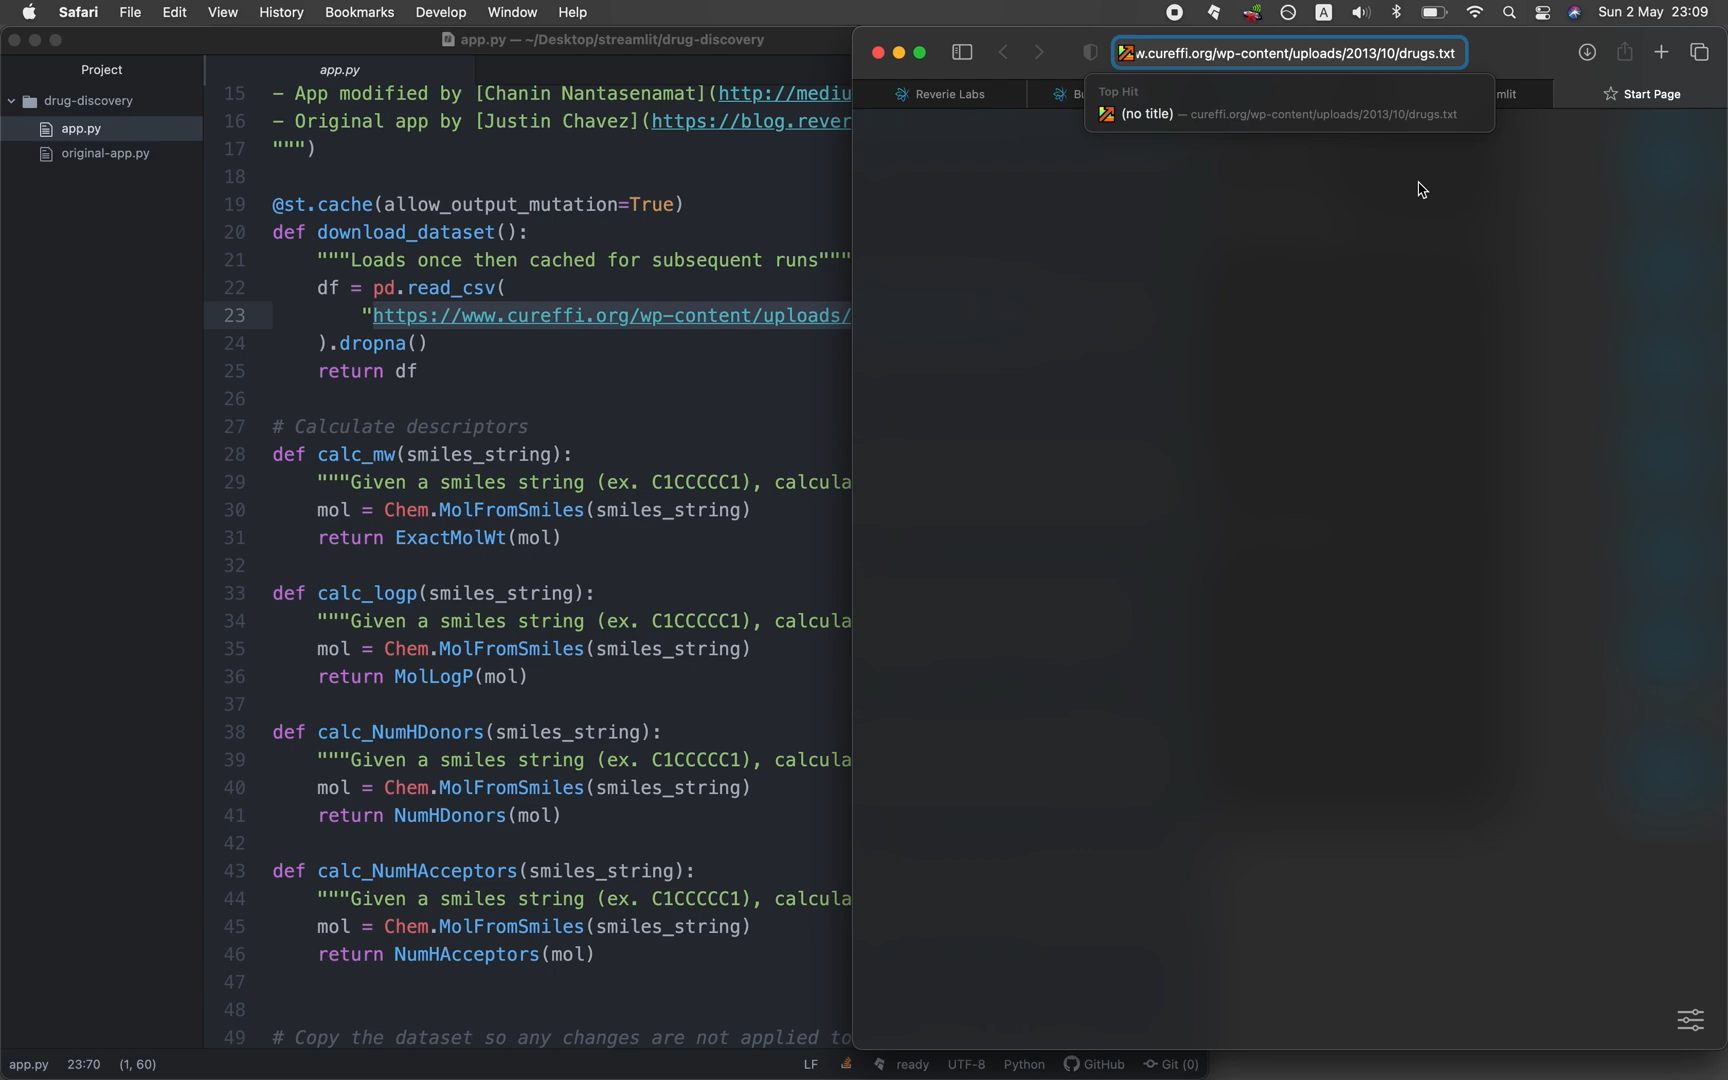 Safari File Edit View History Bookmarks Develop Window Help A Sun 2 May 23:09
app.py — ~/Desktop/streamlit/drug-discovery
Project
drug-discovery
app.py
original-app.py
app.py
15 - App modified by [Chanin Nantasenamat](http://mediu
16 - Original app by [Justin Chavez](https://blog.rever
17 """)
18
19 @st.cache(allow_output_mutation=True)
20 def download_dataset():
21 """Loads once then cached for subsequent runs"""
22 df = pd.read_csv(
23 "https://www.cureffi.org/wp-content/uploads/
24 ).dropna()
25 return df
26
27 # Calculate descriptors
28 def calc_mw(smiles_string):
29 """Given a smiles string (ex. C1CCCCC1), calcula
30 mol = Chem.MolFromSmiles(smiles_string)
31 return ExactMolWt(mol)
32
33 def calc_logp(smiles_string):
34 """Given a smiles string (ex. C1CCCCC1), calcula
35 mol = Chem.MolFromSmiles(smiles_string)
36 return MolLogP(mol)
37
38 def calc_NumHDonors(smiles_string):
39 """Given a smiles string (ex. C1CCCCC1), calcula
40 mol = Chem.MolFromSmiles(smiles_string)
41 return NumHDonors(mol)
42
43 def calc_NumHAcceptors(smiles_string):
44 """Given a smiles string (ex. C1CCCCC1), calcula
45 mol = Chem.MolFromSmiles(smiles_string)
46 return NumHAcceptors(mol)
47
48
49 # Copy the dataset so any changes are not applied to
app.py 23:70 (1, 60) LF ready UTF-8 Python GitHub Git (0)
w.cureffi.org/wp-content/uploads/2013/10/drugs.txt
Reverie Labs Bu mlit Start Page
Top Hit
(no title) — cureffi.org/wp-content/uploads/2013/10/drugs.txt